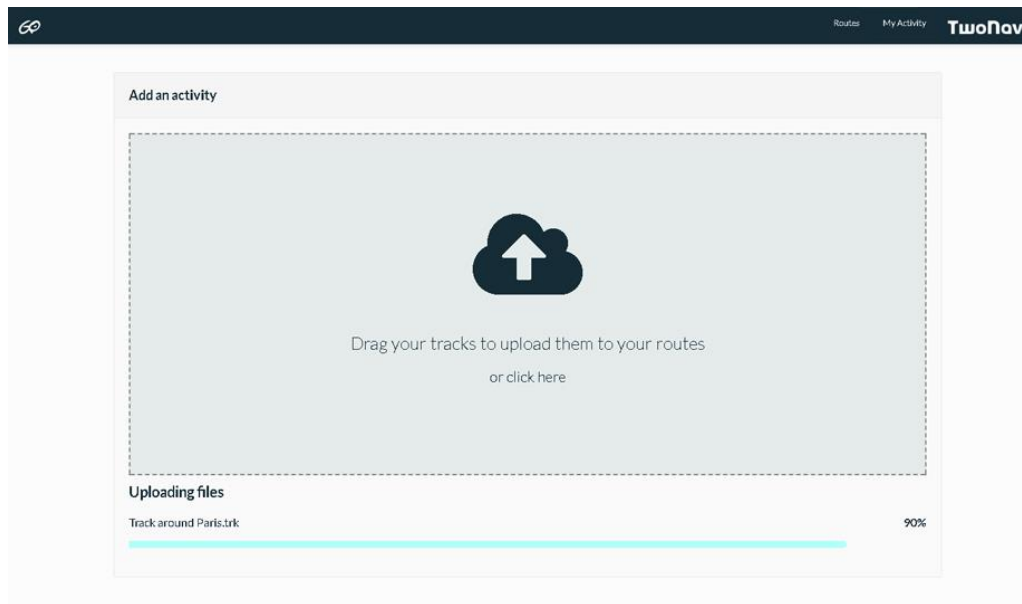 GO
Routes My Activity TwoNav
Add an activity
Drag your tracks to upload them to your routes
or click here
Uploading files
Track around Paris.trk 90%